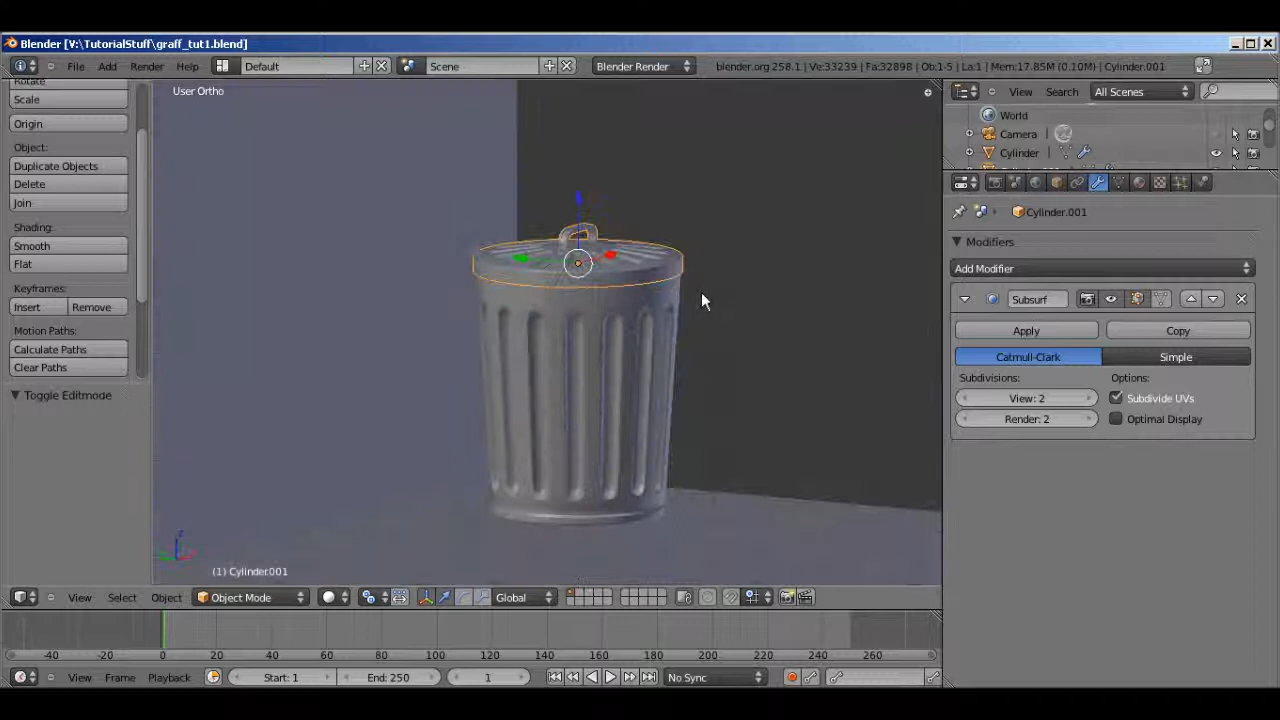 Blender [V:\TutorialStuff\graff_tut1.blend]
File Add Render Help Default Scene Blender Render blender.org 258.1 | Ve:33239 | Fa:32898 | Ob:1-5 | La:1 | Mem:17.85M (0.10M) | Cylinder.001
Rotate
Scale
Origin
Object:
Duplicate Objects
Delete
Join
Shading:
Smooth
Flat
Keyframes:
Insert Remove
Motion Paths:
Calculate Paths
Clear Paths
Toggle Editmode
User Ortho
z
(1) Cylinder.001
View Select Object Object Mode Global
View Search All Scenes
World
Camera
Cylinder
Cylinder.001
Modifiers
Add Modifier
Subsurf
Apply Copy
Catmull-Clark Simple
Subdivisions: Options:
View: 2 Subdivide UVs
Render: 2 Optimal Display
-40 -20 0 20 40 60 80 100 120 140 160 180 200 220 240 260
View Frame Playback Start: 1 End: 250 1 No Sync